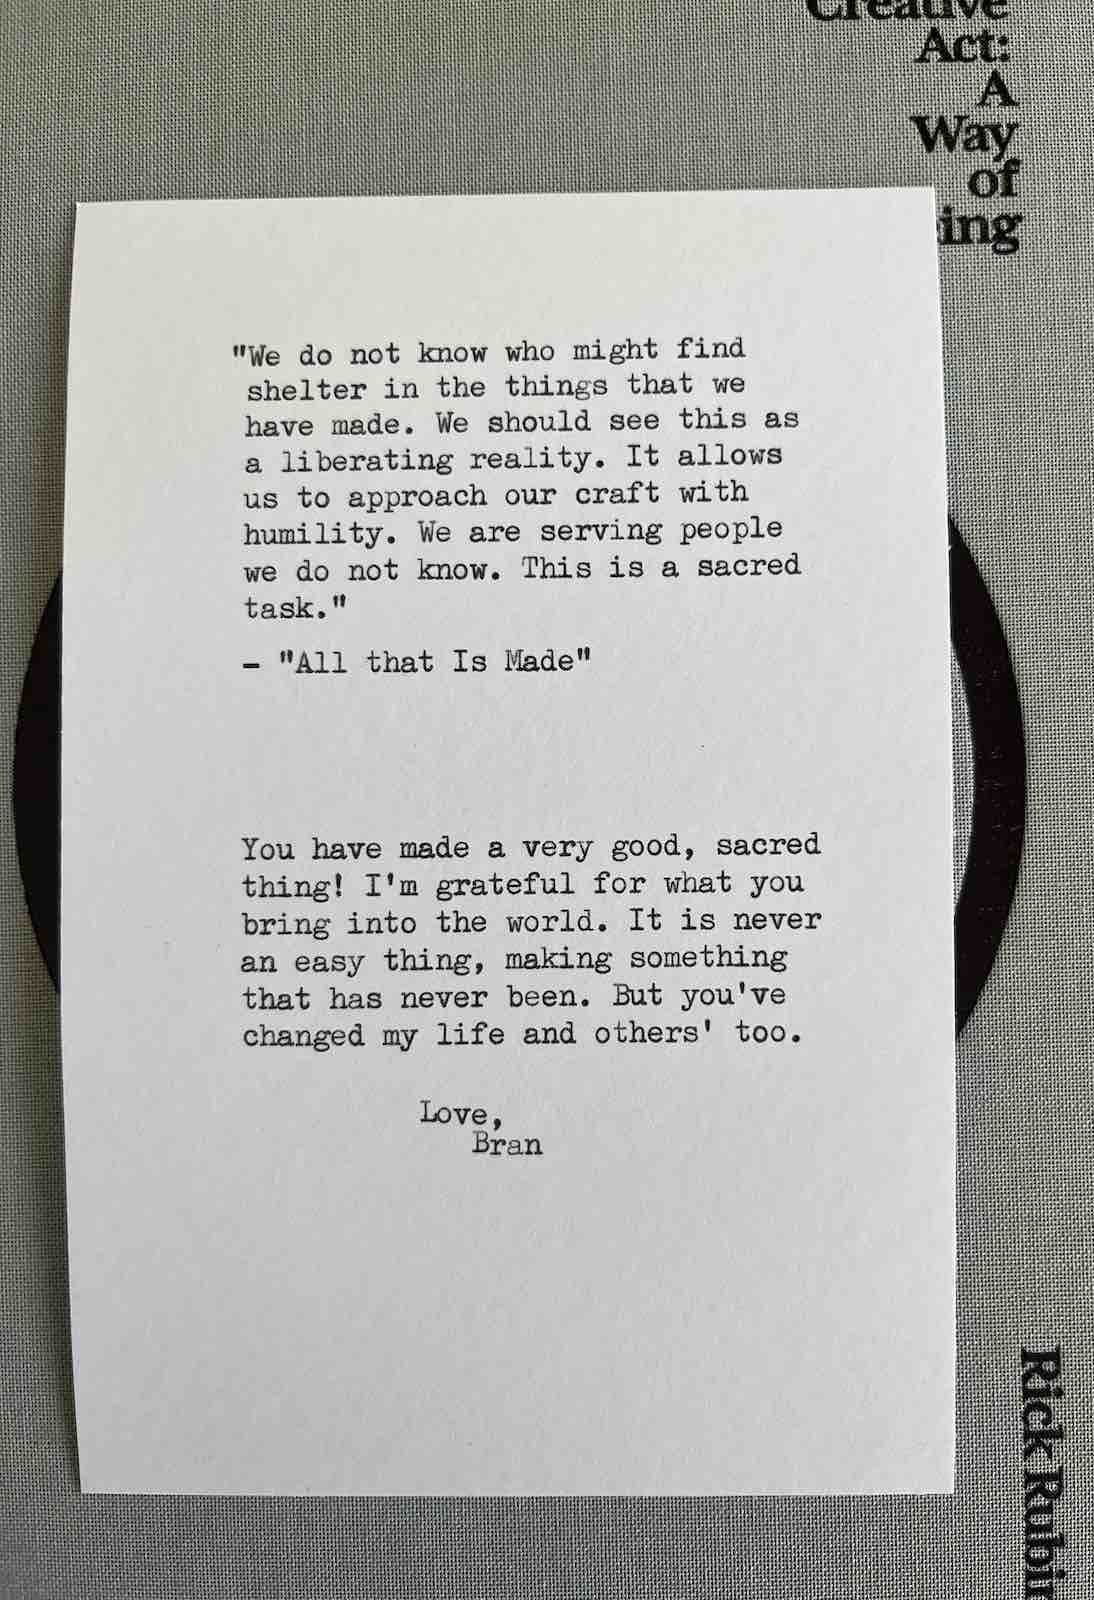 Creative
Act:
A
Way
of
ing
"We do not know who might find
shelter in the things that we
have made. We should see this as
a liberating reality. It allows
us to approach our craft with
humility. We are serving people
we do not know. This is a sacred
task."
- "All that Is Made"
You have made a very good, sacred
thing! I'm grateful for what you
bring into the world. It is never
an easy thing, making something
that has never been. But you've
changed my life and others' too.
Love,
Bran
Rick Rubin